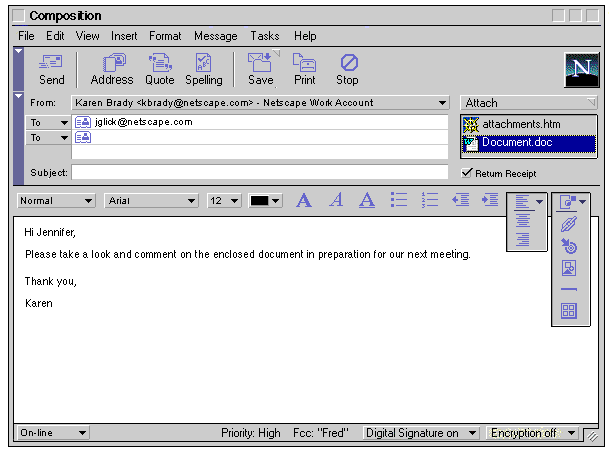 Composition
File Edit View Insert Format Message Tasks Help
Send Address Quote Spelling Save Print Stop
N
From: Karen Brady <kbrady@netscape.com> - Netscape Work Account
Attach
To jglick@netscape.com
attachments.htm
To
Document.doc
Subject:
Return Receipt
Normal Arial 12 A A A
Hi Jennifer,
Please take a look and comment on the enclosed document in preparation for our next meeting.
Thank you,
Karen
On-line Priority: High Fcc: "Fred" Digital Signature on Encryption off